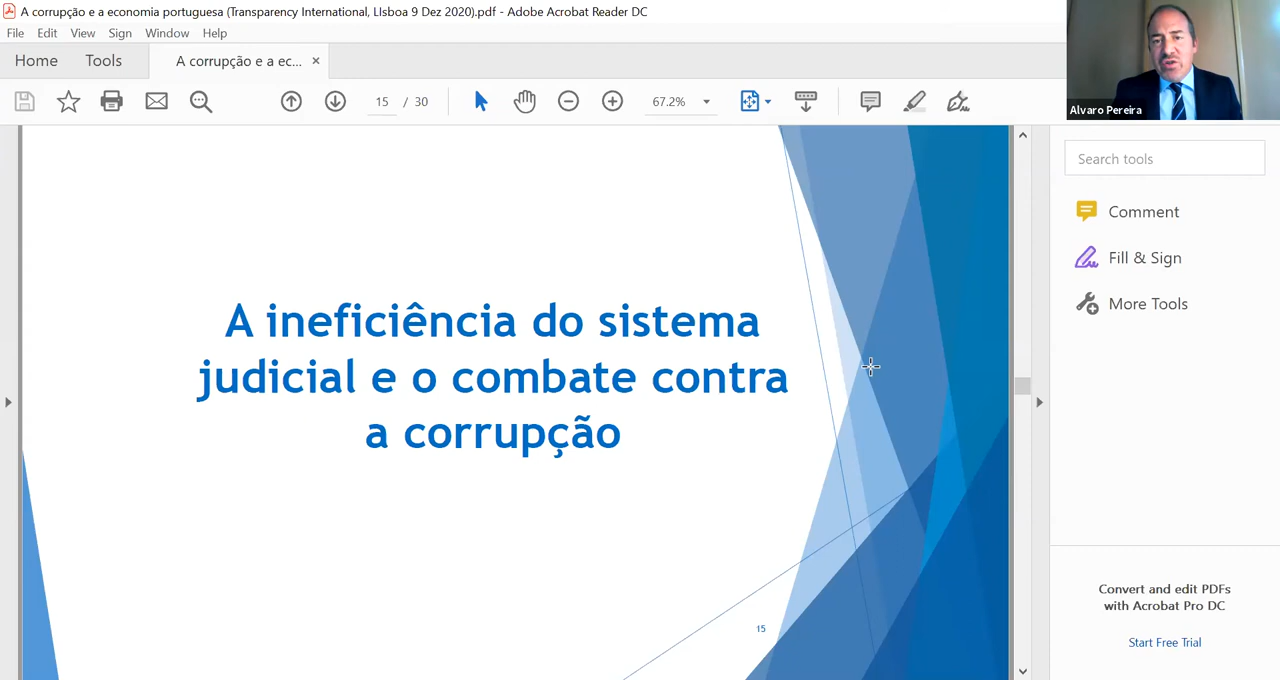 A corrupção e a economia portuguesa (Transparency International, LIsboa 9 Dez 2020).pdf - Adobe Acrobat Reader DC
File Edit View Sign Window Help
Home Tools A corrupção e a ec... ×
15 / 30 67.2%
Alvaro Pereira
Search tools
Comment
Fill & Sign
More Tools
A ineficiência do sistema
judicial e o combate contra
a corrupção
15
Convert and edit PDFs
with Acrobat Pro DC
Start Free Trial